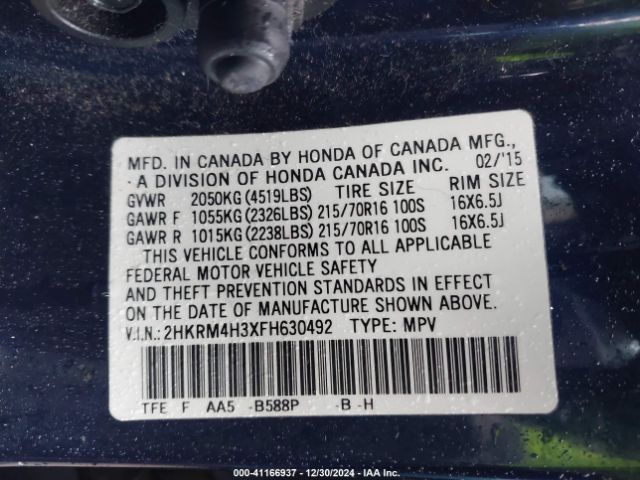 MFD. IN CANADA BY HONDA OF CANADA MFG.,
- A DIVISION OF HONDA CANADA INC. 02/'15
GVWR 2050KG (4519LBS) TIRE SIZE RIM SIZE
GAWR F 1055KG (2326LBS) 215/70R16 100S 16X6.5J
GAWR R 1015KG (2238LBS) 215/70R16 100S 16X6.5J
THIS VEHICLE CONFORMS TO ALL APPLICABLE
FEDERAL MOTOR VEHICLE SAFETY
AND THEFT PREVENTION STANDARDS IN EFFECT
ON THE DATE OF MANUFACTURE SHOWN ABOVE.
V.I.N.: 2HKRM4H3XFH630492 TYPE: MPV
TFE F AA5 -B588P -B -H
000-41166937 - 12/30/2024 - IAA Inc.